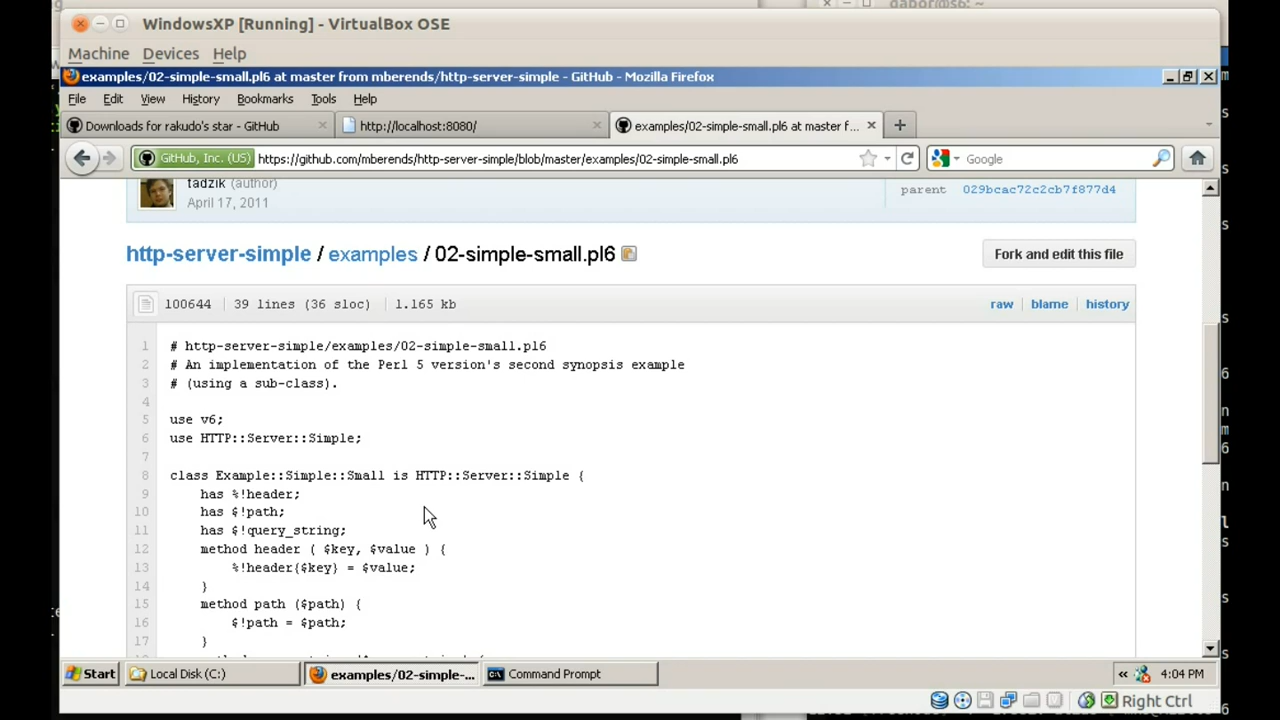 gabor@s6: ~
WindowsXP [Running] - VirtualBox OSE
Machine Devices Help
examples/02-simple-small.pl6 at master from mberends/http-server-simple - GitHub - Mozilla Firefox
File Edit View History Bookmarks Tools Help
Downloads for rakudo's star - GitHub http://localhost:8080/ examples/02-simple-small.pl6 at master f...
GitHub, Inc. (US) https://github.com/mberends/http-server-simple/blob/master/examples/02-simple-small.pl6 Google
tadzik (author) parent 029bcac72c2cb7f877d4
April 17, 2011
http-server-simple / examples / 02-simple-small.pl6 Fork and edit this file
100644 39 lines (36 sloc) 1.165 kb raw blame history
1 # http-server-simple/examples/02-simple-small.pl6
2 # An implementation of the Perl 5 version's second synopsis example
3 # (using a sub-class).
4
5 use v6;
6 use HTTP::Server::Simple;
7
8 class Example::Simple::Small is HTTP::Server::Simple {
9 has %!header;
10 has $!path;
11 has $!query_string;
12 method header ( $key, $value ) {
13 %!header{$key} = $value;
14 }
15 method path ($path) {
16 $!path = $path;
17 }
Start Local Disk (C:) examples/02-simple-... Command Prompt « 4:04 PM
Right Ctrl